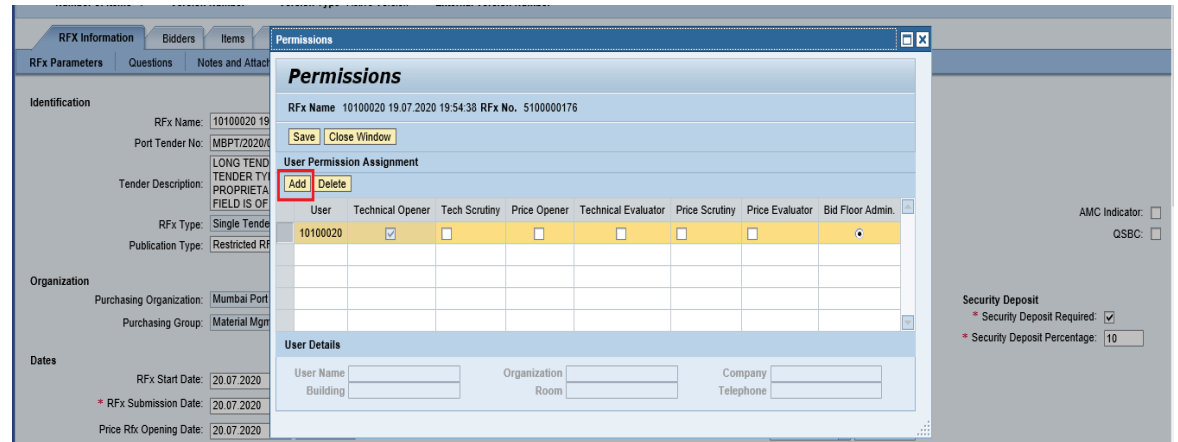 RFX Information Bidders Items
RFx Parameters Questions Notes and Attach
Identification
RFx Name: 10100020 19
Port Tender No: MBPT/2020/0
Tender Description: LONG TEND
TENDER TYI
PROPRIETA
FIELD IS OF
RFx Type: Single Tende
Publication Type: Restricted RF
Organization
Purchasing Organization: Mumbai Port
Purchasing Group: Material Mgm
Dates
RFx Start Date: 20.07.2020
* RFx Submission Date: 20.07.2020
Price Rfx Opening Date: 20.07.2020
Permissions
Permissions
RFx Name 10100020 19.07.2020 19:54:38 RFx No. 5100000176
Save Close Window
User Permission Assignment
Add Delete
User Technical Opener Tech Scrutiny Price Opener Technical Evaluator Price Scrutiny Price Evaluator Bid Floor Admin.
10100020
User Details
User Name Organization Company
Building Room Telephone
AMC Indicator:
QSBC:
Security Deposit
* Security Deposit Required:
* Security Deposit Percentage: 10